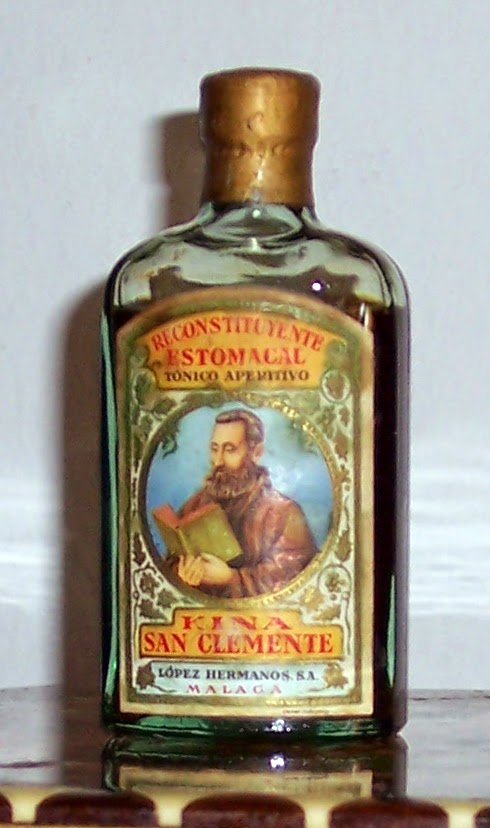 RECONSTITUYENTE
ESTOMACAL
TÓNICO APERITIVO
KINA
SAN CLEMENTE
LÓPEZ HERMANOS, S.A.
MALAGA